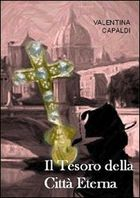 VALENTINA
CAPALDI
Il Tesoro della
Città Eterna